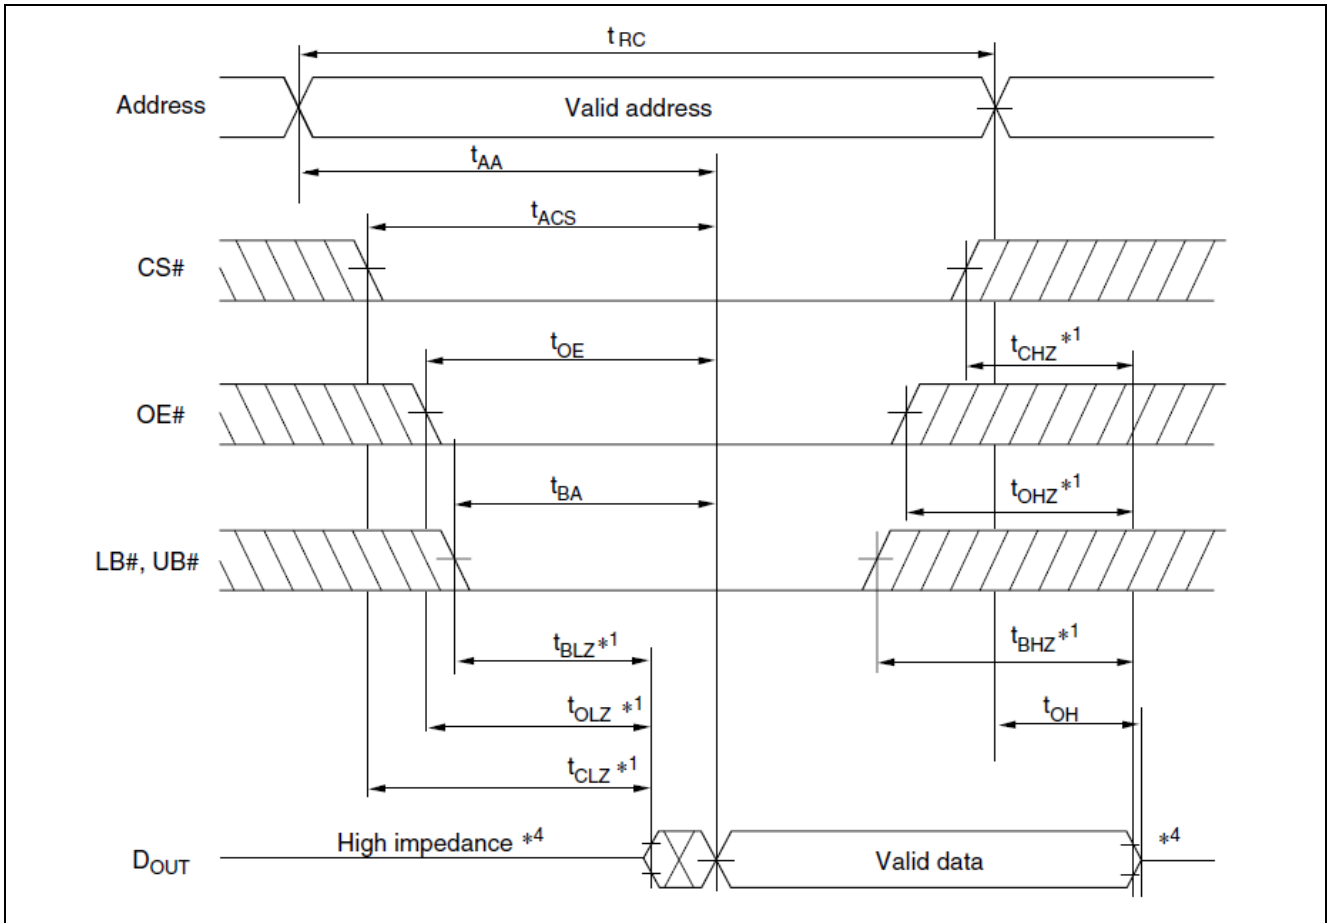 tRC
Address
Valid address
tAA
tACS
CS#
tOE
tCHZ*1
OE#
tBA
tOHZ*1
LB#, UB#
tBLZ*1
tBHZ*1
tOLZ *1
tOH
tCLZ *1
High impedance *4
*4
DOUT
Valid data